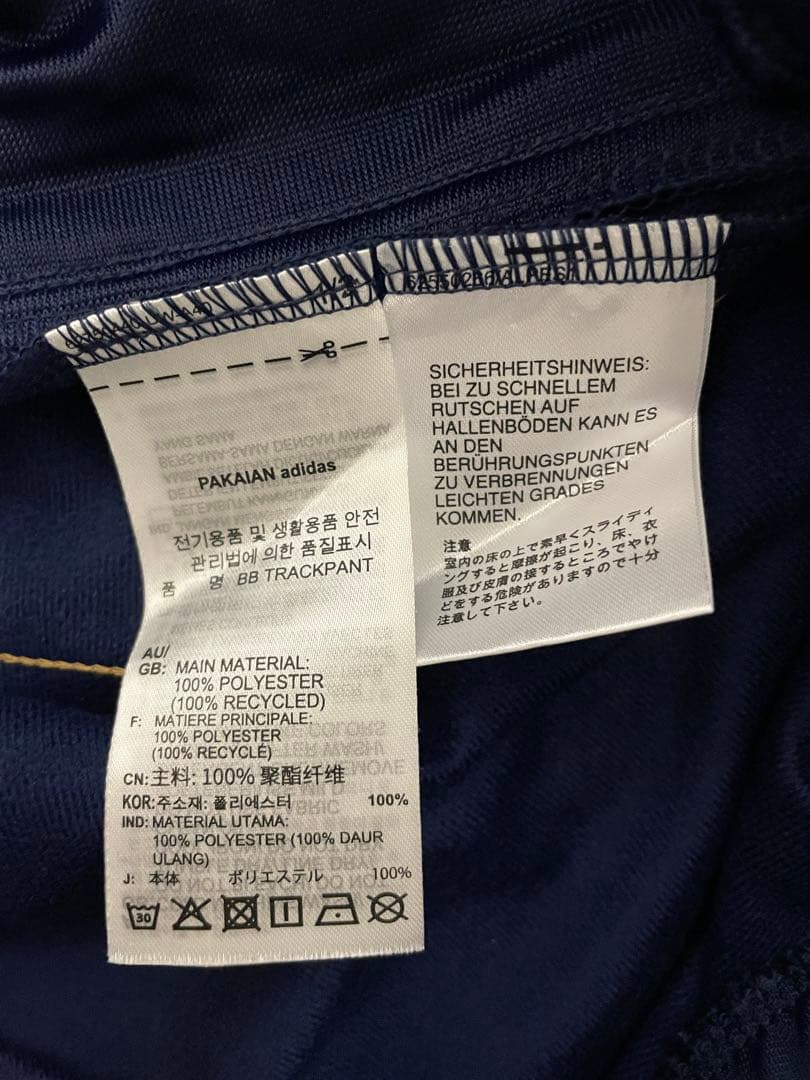 PAKAIAN adidas
전기용품 및 생활용품 안전
관리법에 의한 품질표시
품 명 BB TRACKPANT
AU/
GB: MAIN MATERIAL:
100% POLYESTER
(100% RECYCLED)
F: MATIERE PRINCIPALE:
100% POLYESTER
(100% RECYCLÉ)
CN: 主料: 100% 聚酯纤维
KOR: 주소재: 폴리에스터 100%
IND: MATERIAL UTAMA:
100% POLYESTER (100% DAUR
ULANG)
J: 本体 ポリエステル 100%
30
SICHERHEITSHINWEIS:
BEI ZU SCHNELLEM
RUTSCHEN AUF
HALLENBÖDEN KANN ES
AN DEN
BERÜHRUNGSPUNKTEN
ZU VERBRENNUNGEN
LEICHTEN GRADES
KOMMEN.
注意
室内の床の上で素早くスライディ
ングすると摩擦が起こり、床、衣
服及び皮膚の接するところでやけ
どをする危険がありますので十分
注意して下さい。